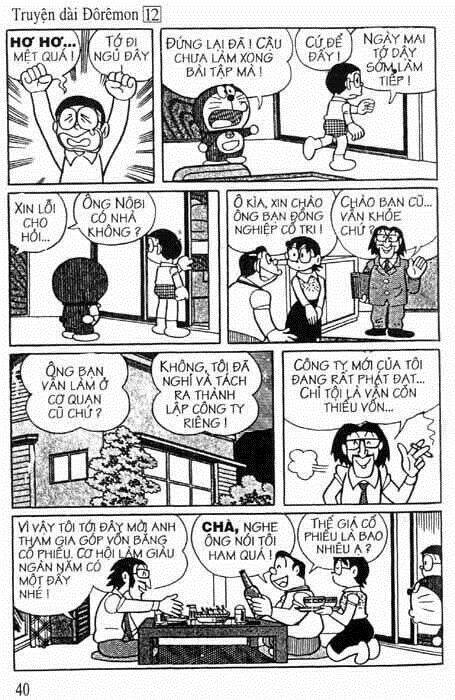 Truyện dài Đôrêmon 12
HƠ HƠ...
MỆT QUÁ !
TỚ ĐI
NGỦ ĐÂY
ĐỨNG LẠI ĐÃ ! CẬU
CHƯA LÀM XONG
BÀI TẬP MÀ !
CỨ ĐỂ
ĐẤY !
NGÀY MAI
TỚ DẬY
SỚM LÀM
TIẾP !
XIN LỖI
CHO
HỎI...
ÔNG NÔBI
CÓ NHÀ
KHÔNG ?
Ô KÌA, XIN CHÀO
ÔNG BẠN ĐỒNG
NGHIỆP CỐ TRI !
CHÀO BẠN CŨ...
VẪN KHỎE
CHỨ ?
ÔNG BẠN
VẪN LÀM Ở
CƠ QUAN
CŨ CHỨ ?
KHÔNG, TÔI ĐÃ
NGHỈ VÀ TÁCH
RA THÀNH
LẬP CÔNG TY
RIÊNG !
CÔNG TY MỚI CỦA TÔI
ĐANG RẤT PHÁT ĐẠT...
CHỈ TỘI LÀ VẪN CÒN
THIẾU VỐN...
VÌ VẬY TÔI TỚI ĐÂY MỜI ANH
THAM GIA GÓP VỐN BẰNG
CỔ PHIẾU. CƠ HỘI LÀM GIÀU
NGÀN NĂM CÓ
MỘT ĐẤY
NHÉ !
CHÀ, NGHE
ÔNG NÓI TÔI
HAM QUÁ !
THẾ GIÁ CỔ
PHIẾU LÀ BAO
NHIÊU Ạ ?
40